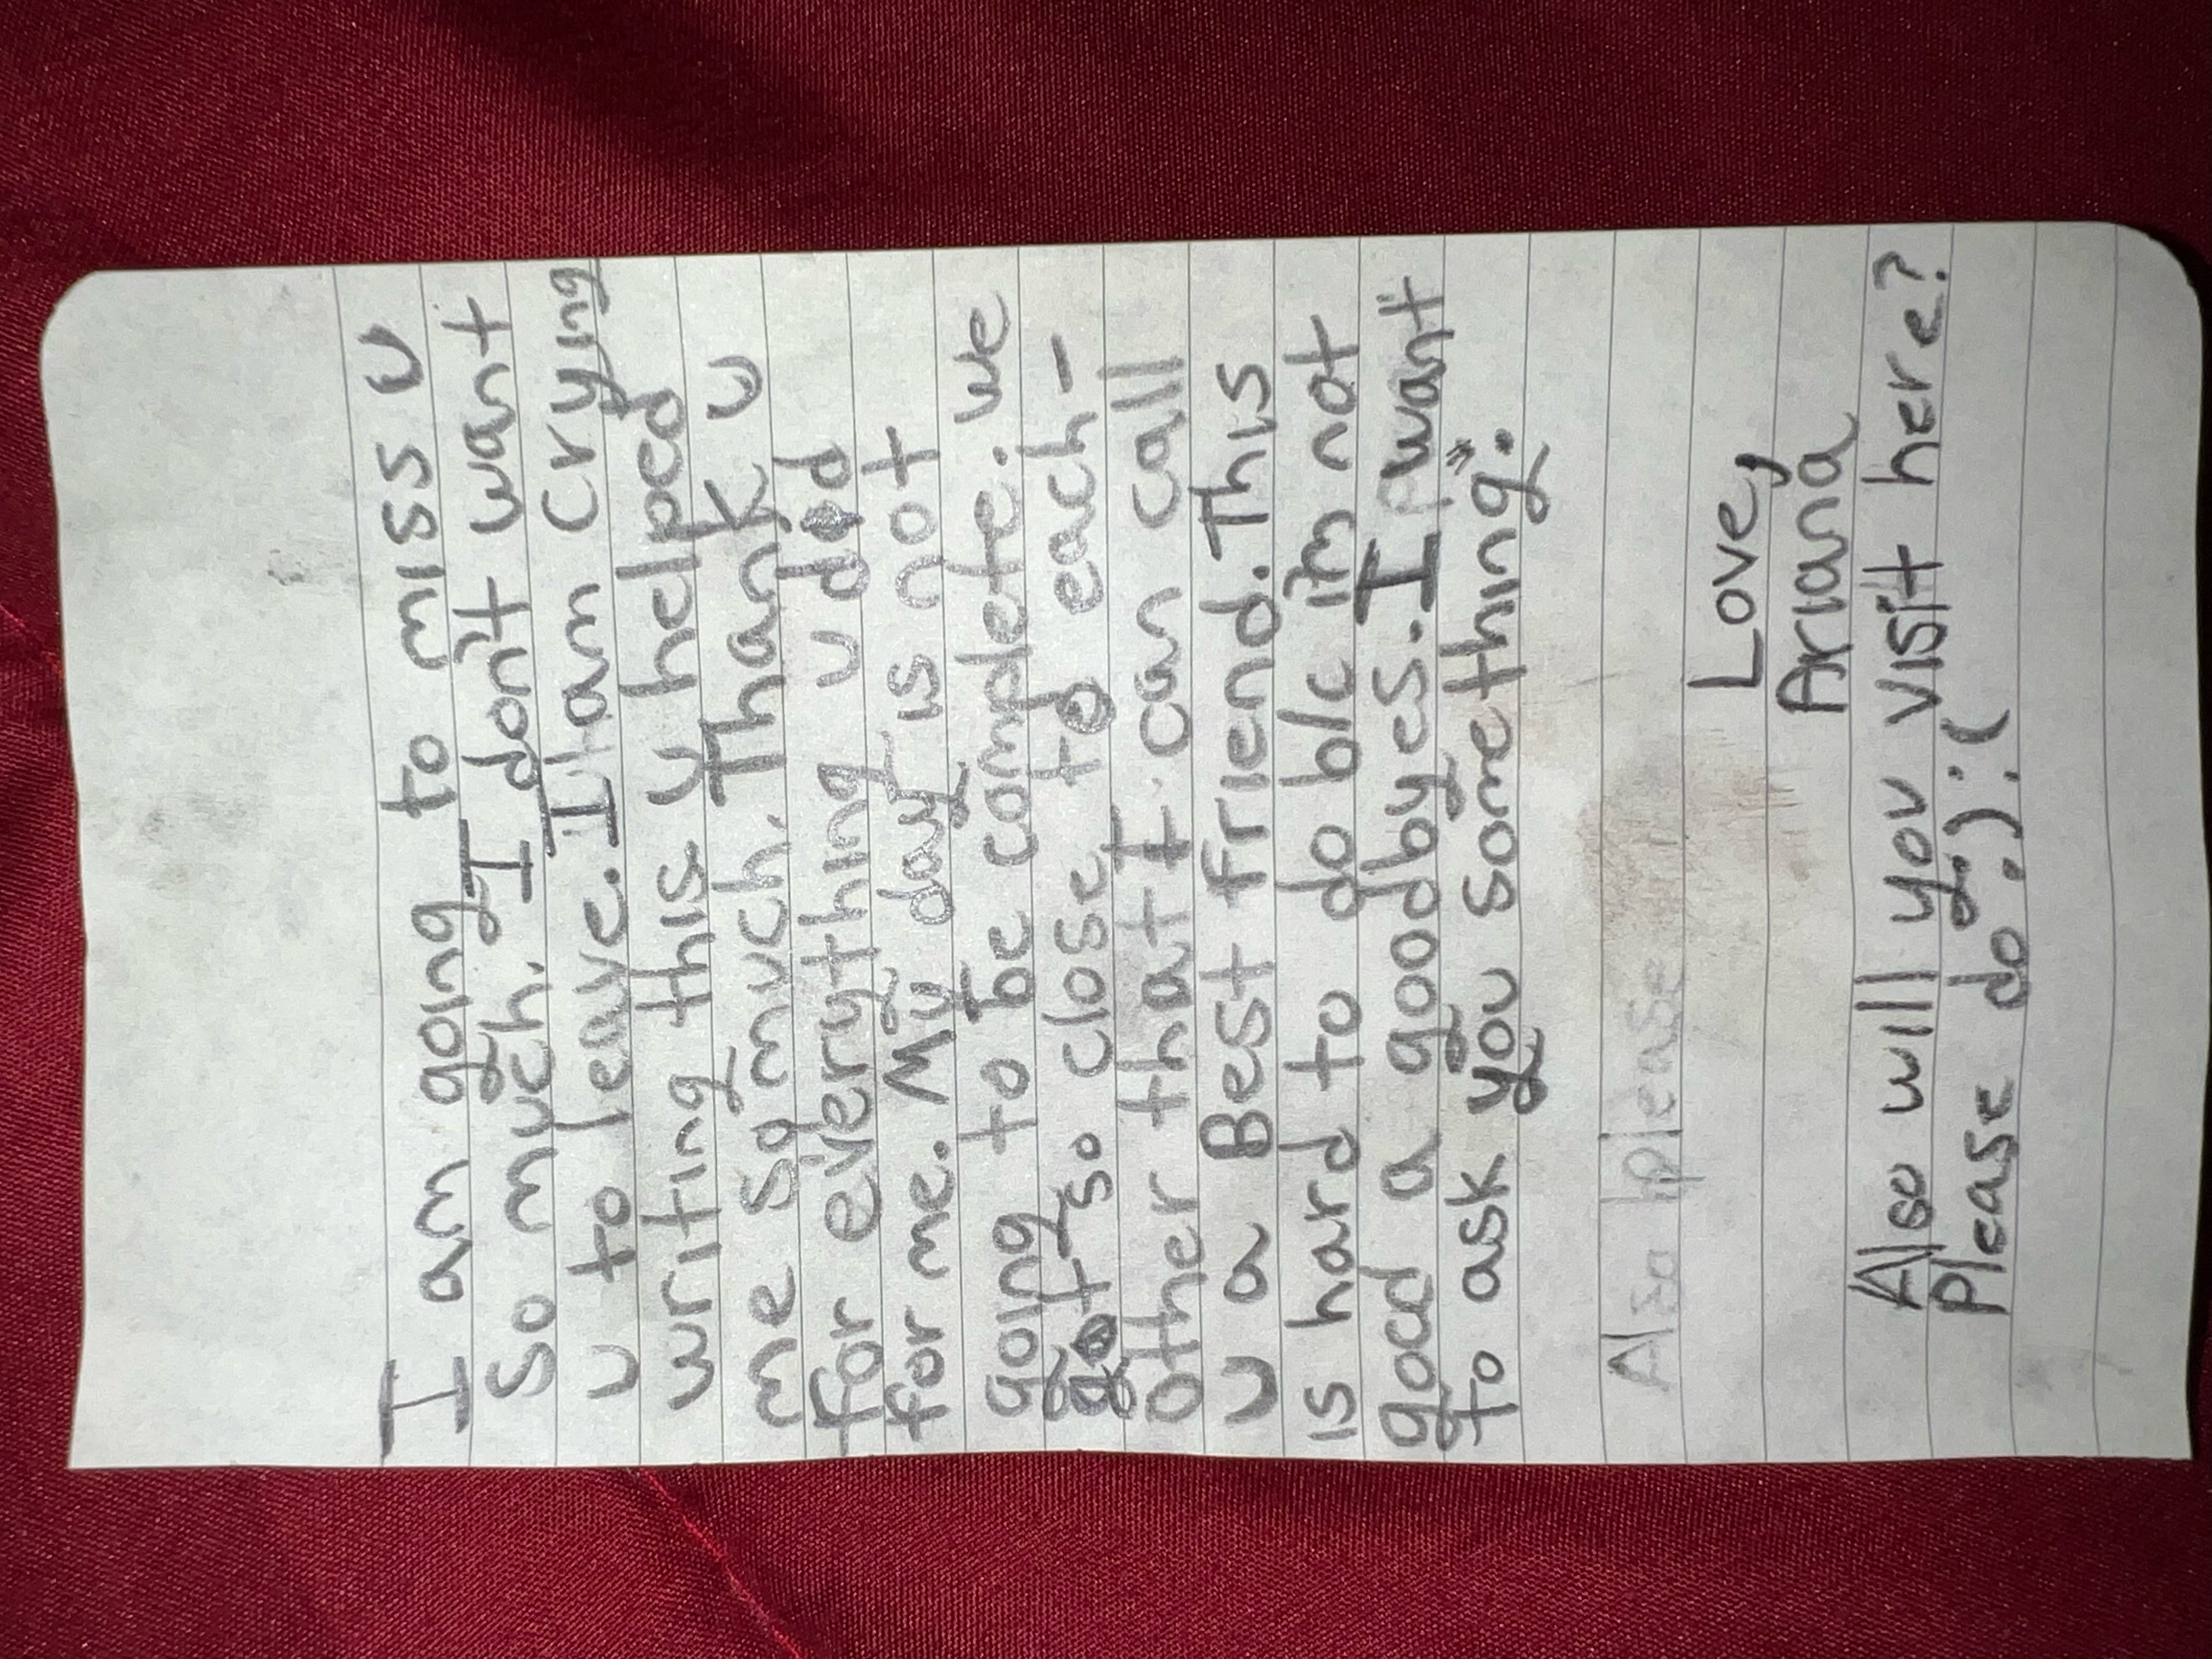 I am going to miss u
So much. I don't want
u to leave. I am crying
writing this u helped
me so much. Thank u
for everything u did
for me. My day is not
going to be complete. We
got so close to each-
other that I can call
u a Best friend. This
is hard to do b/c i'm not
good a goodbyes. I want
to ask you something.
Also please
Love,
Ariana
Also will you visit here?
Please do :) :(